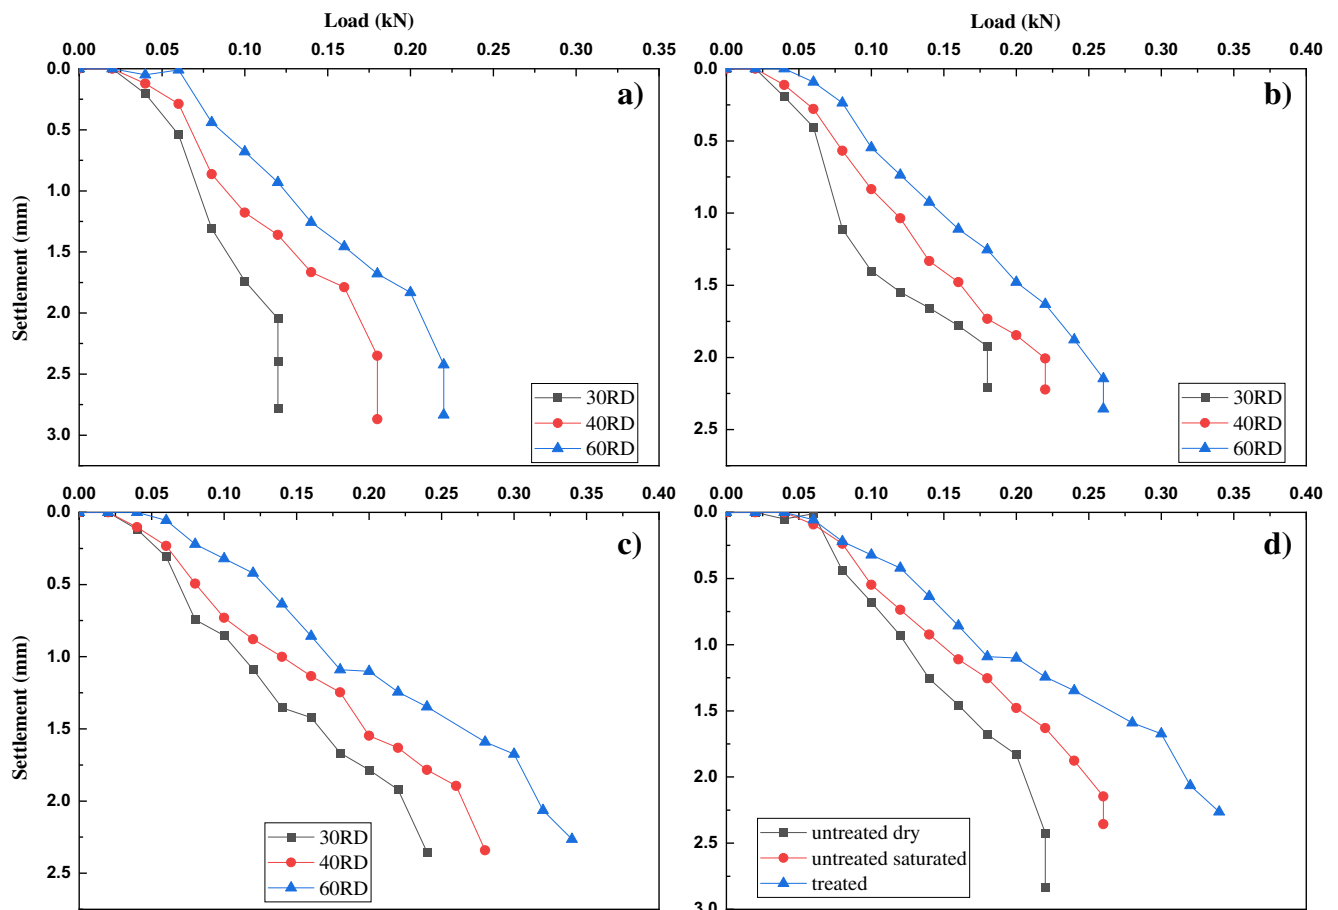 Load (kN)
0.00 0.05 0.10 0.15 0.20 0.25 0.30 0.35
0.0
0.5
1.0
1.5
2.0
2.5
3.0
Settlement (mm)
a)
30RD
40RD
60RD
Load (kN)
0.00 0.05 0.10 0.15 0.20 0.25 0.30 0.35 0.40
0.0
0.5
1.0
1.5
2.0
2.5
b)
30RD
40RD
60RD
0.00 0.05 0.10 0.15 0.20 0.25 0.30 0.35 0.40
0.0
0.5
1.0
1.5
2.0
2.5
Settlement (mm)
c)
30RD
40RD
60RD
0.00 0.05 0.10 0.15 0.20 0.25 0.30 0.35 0.40
0.0
0.5
1.0
1.5
2.0
2.5
3.0
d)
untreated dry
untreated saturated
treated